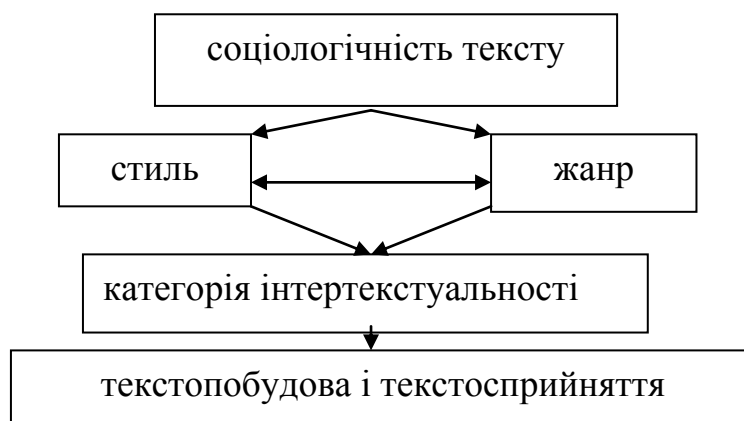 соціологічність тексту
стиль
жанр
категорія інтертекстуальності
текстопобудова і текстосприйняття